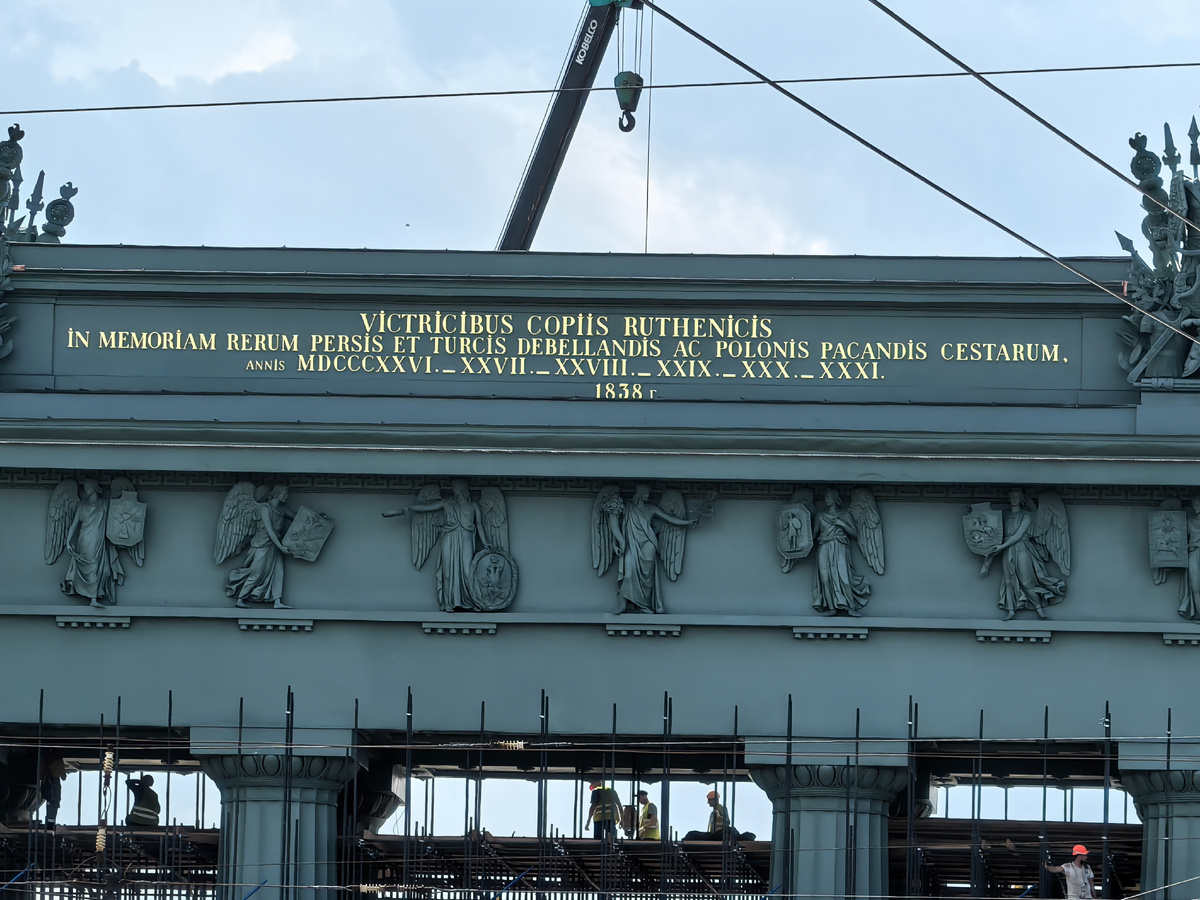 KOBELCO
VICTRICIBUS COPIIS RUTHENICIS
IN MEMORIAM RERUM PERSIS ET TURCIS DEBELLANDIS AC POLONIS PACANDIS CESTARUM,
ANNIS MDCCCXXVI._XXVII._XXVIII._XXIX._XXX._XXXI.
1838 г